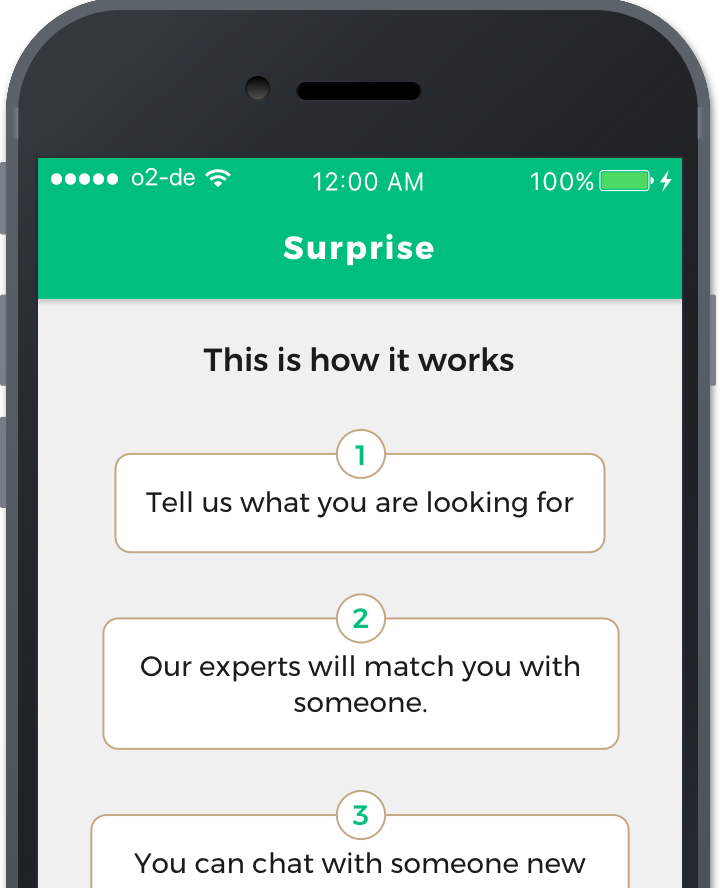 o2-de 12:00 AM 100%
Surprise
This is how it works
1
Tell us what you are looking for
2
Our experts will match you with
someone.
3
You can chat with someone new